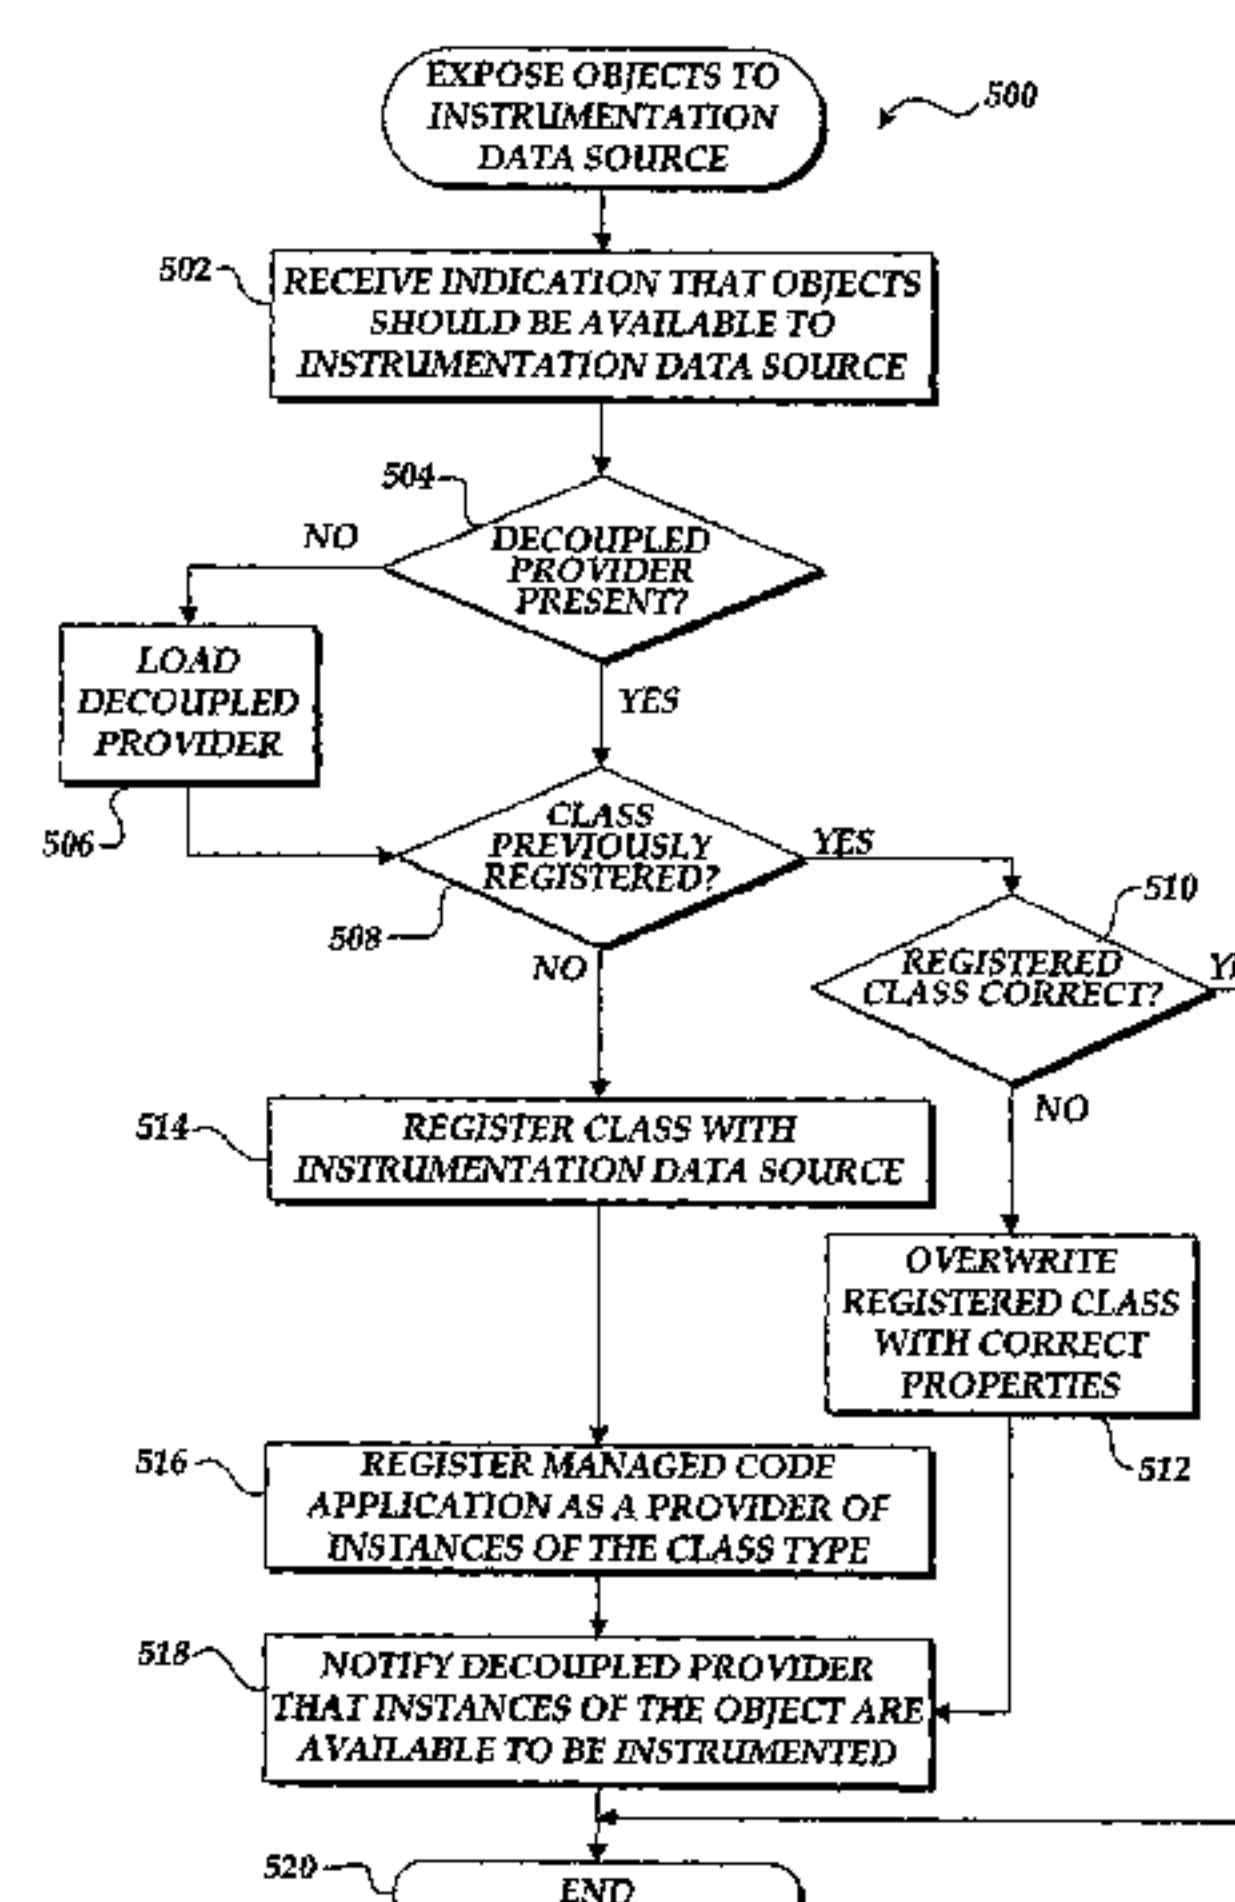 EXPOSE OBJECTS TO
INSTRUMENTATION
DATA SOURCE
500
502
RECEIVE INDICATION THAT OBJECTS
SHOULD BE AVAILABLE TO
INSTRUMENTATION DATA SOURCE
504
NO
DECOUPLED
PROVIDER
PRESENT?
LOAD
DECOUPLED
PROVIDER
YES
506
CLASS
PREVIOUSLY
REGISTERED?
YES
508
NO
510
REGISTERED
CLASS CORRECT?
NO
514
REGISTER CLASS WITH
INSTRUMENTATION DATA SOURCE
OVERWRITE
REGISTERED CLASS
WITH CORRECT
PROPERTIES
512
516
REGISTER MANAGED CODE
APPLICATION AS A PROVIDER OF
INSTANCES OF THE CLASS TYPE
518
NOTIFY DECOUPLED PROVIDER
THAT INSTANCES OF THE OBJECT ARE
AVAILABLE TO BE INSTRUMENTED
520
END